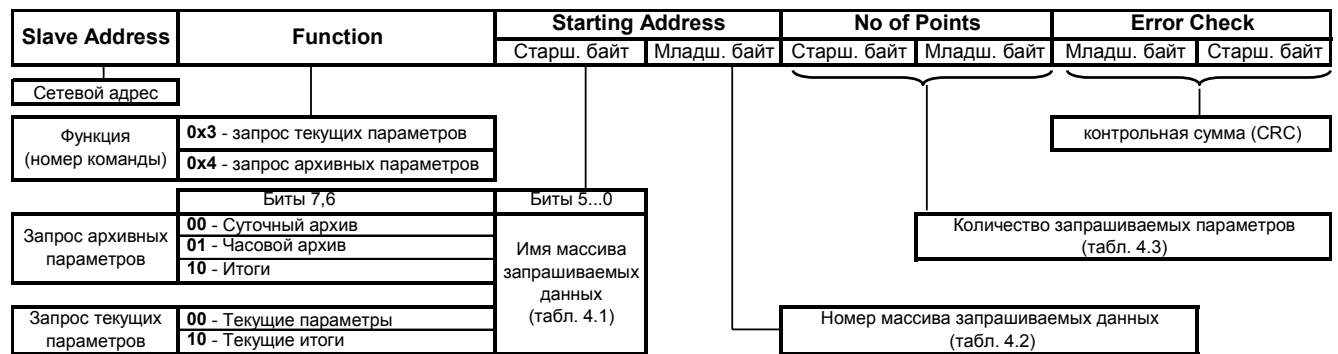 Slave Address Function Starting Address No of Points Error Check
Старш. байт Младш. байт Старш. байт Младш. байт Младш. байт Старш. байт
Сетевой адрес
Функция
(номер команды)
0x3 - запрос текущих параметров
0x4 - запрос архивных параметров
контрольная сумма (CRC)
Биты 7,6 Биты 5...0
Запрос архивных
параметров
00 - Суточный архив
01 - Часовой архив
10 - Итоги
Имя массива
запрашиваемых
данных
(табл. 4.1)
Количество запрашиваемых параметров
(табл. 4.3)
Запрос текущих
параметров
00 - Текущие параметры
10 - Текущие итоги
Номер массива запрашиваемых данных
(табл. 4.2)